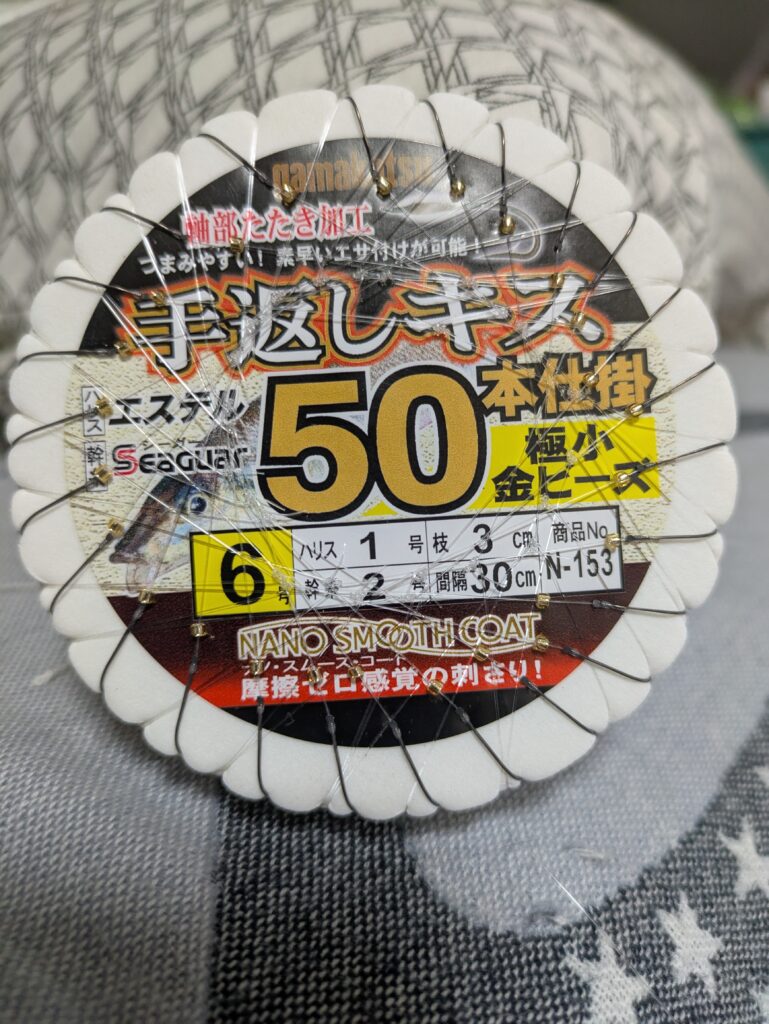 gamakatsu
軸部たたき加工
つまみやすい! 素早いエサ付けが可能!
手返しキス
50本仕掛
ハリス エステル
幹糸 Seaguar
極小
金ビーズ
6号
ハリス 1 号 枝 3 cm 商品No.
幹糸 2 号 間隔 30cm N-153
NANO SMOOTH COAT
ナノ・スムース・コート
摩擦ゼロ感覚の刺さり!